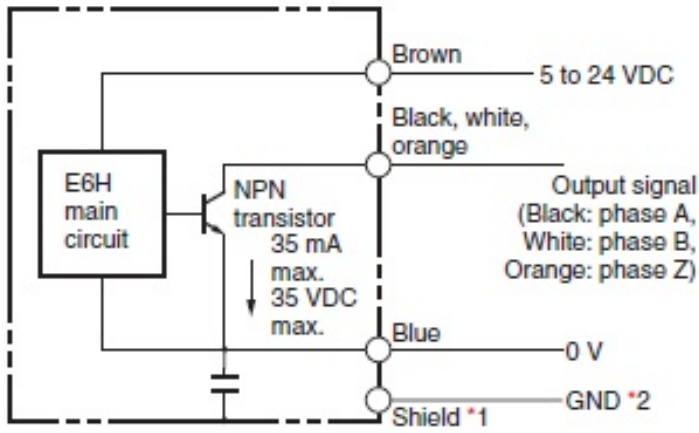 Brown
5 to 24 VDC
Black, white,
orange
E6H
main
circuit
NPN
transistor
35 mA
max.
35 VDC
max.
Output signal
(Black: phase A,
White: phase B,
Orange: phase Z)
Blue
0 V
GND *2
Shield *1